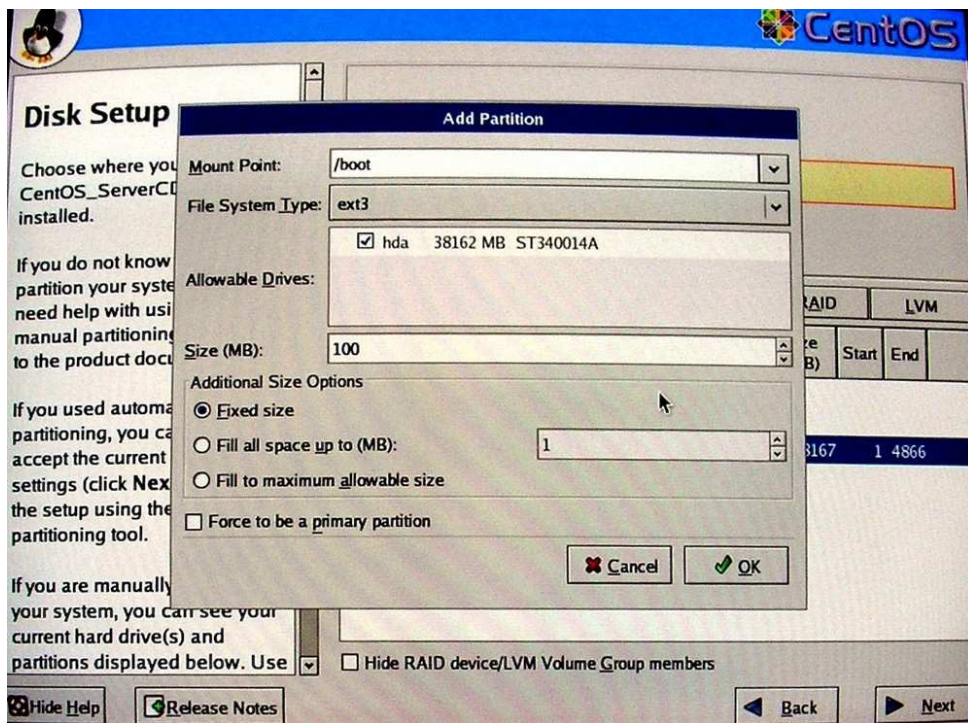 CentOS
Disk Setup
Choose where you
CentOS_ServerCD
installed.
If you do not know
partition your syste
need help with usi
manual partitioning
to the product docu
If you used automa
partitioning, you ca
accept the current
settings (click Nex
the setup using the
partitioning tool.
If you are manually
your system, you can see your
current hard drive(s) and
partitions displayed below. Use
Add Partition
Mount Point: /boot
File System Type: ext3
Allowable Drives:
hda 38162 MB ST340014A
Size (MB): 100
Additional Size Options
Fixed size
Fill all space up to (MB): 1
Fill to maximum allowable size
Force to be a primary partition
Cancel OK
RAID LVM
Start End
B)
8167 1 4866
Hide RAID device/LVM Volume Group members
Hide Help Release Notes Back Next